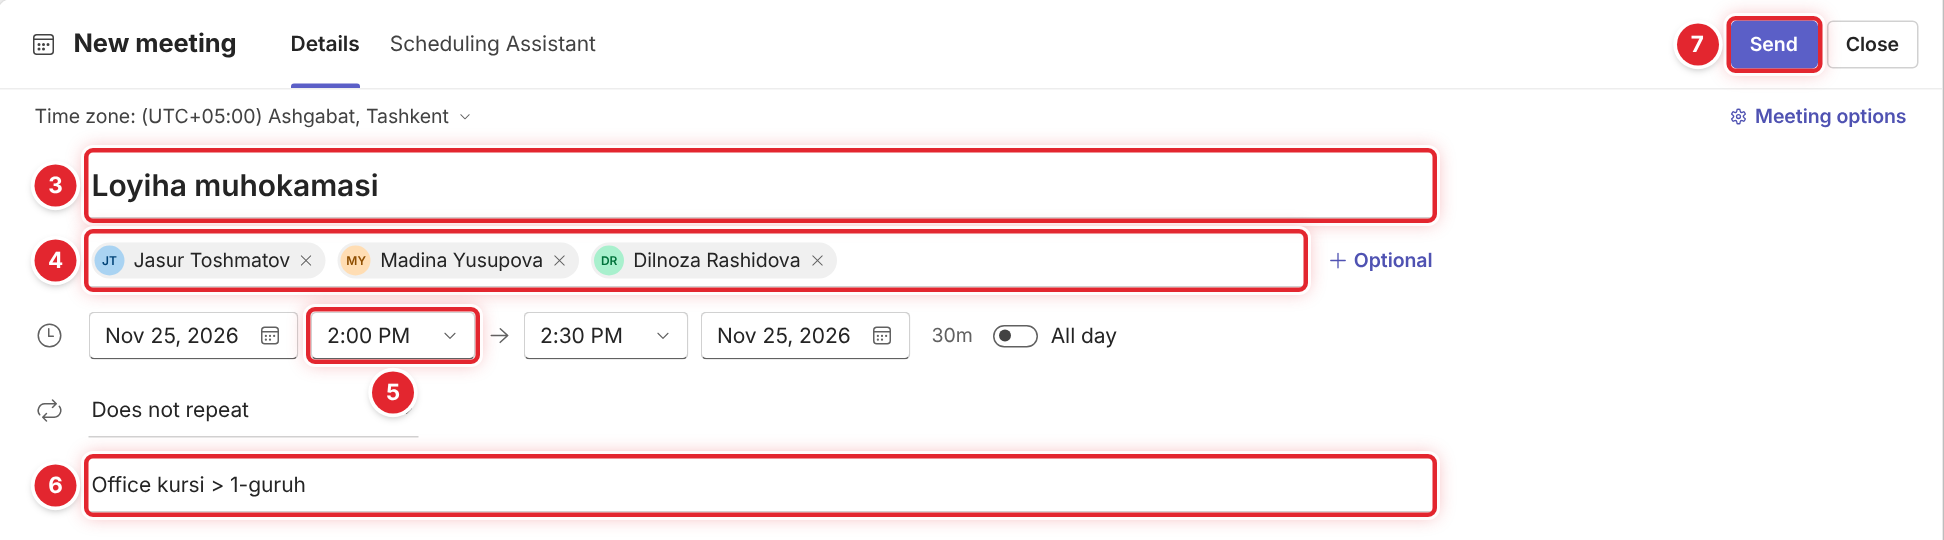 New meeting Details Scheduling Assistant 7 Send Close
Time zone: (UTC+05:00) Ashgabat, Tashkent Meeting options
3 Loyiha muhokamasi
4 JT Jasur Toshmatov MY Madina Yusupova DR Dilnoza Rashidova + Optional
Nov 25, 2026 2:00 PM → 2:30 PM Nov 25, 2026 30m All day
5
Does not repeat
6 Office kursi > 1-guruh